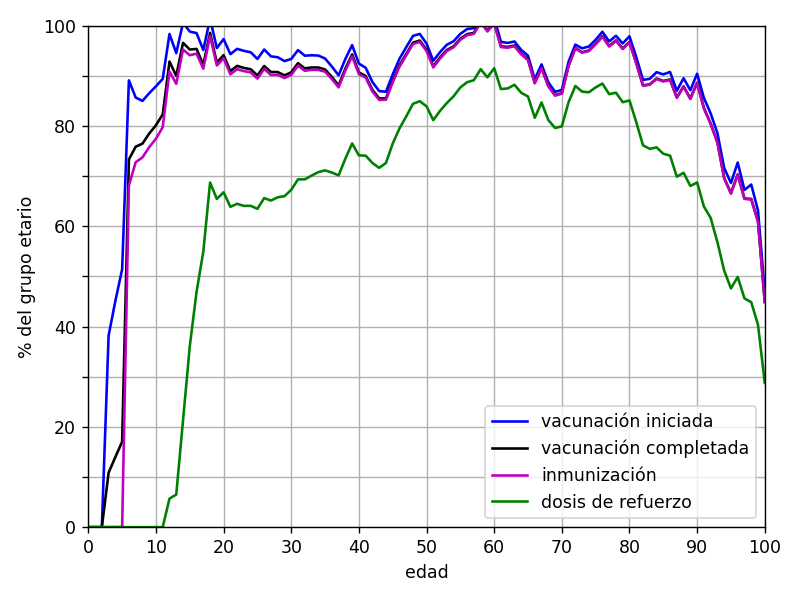 100
80
60
40
20
0
% del grupo etario
vacunación iniciada
vacunación completada
inmunización
dosis de refuerzo
0 10 20 30 40 50 60 70 80 90 100
edad